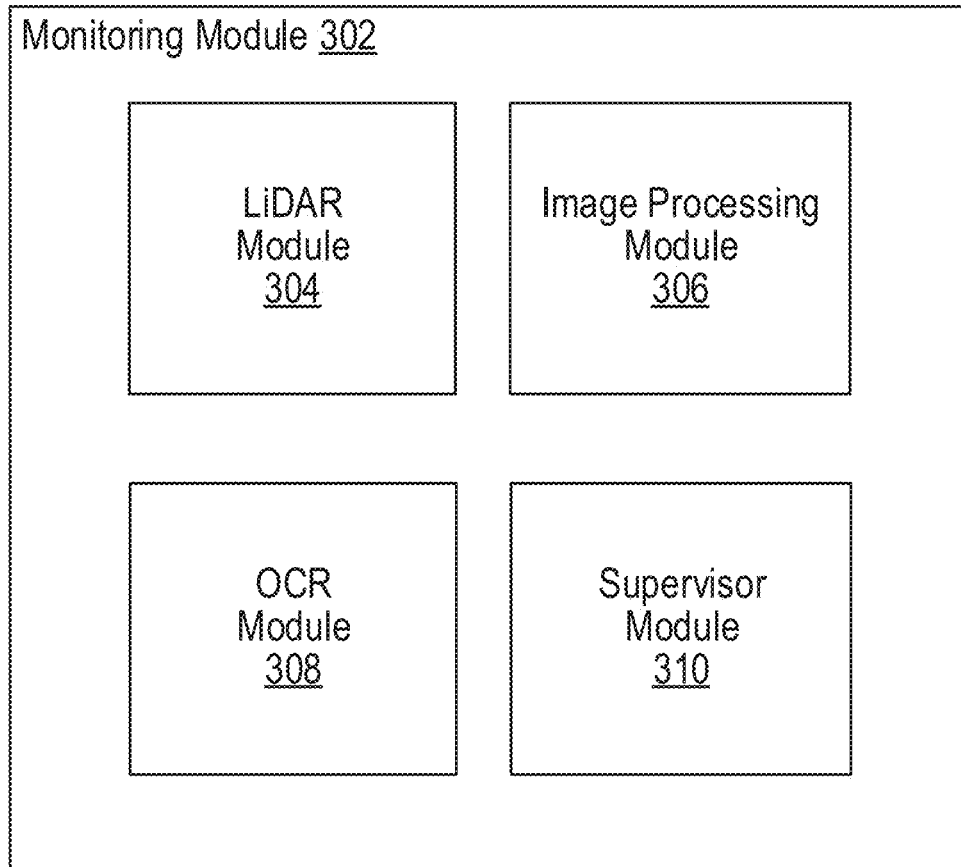 Monitoring Module 302
LiDAR
Module
304
Image Processing
Module
306
OCR
Module
308
Supervisor
Module
310